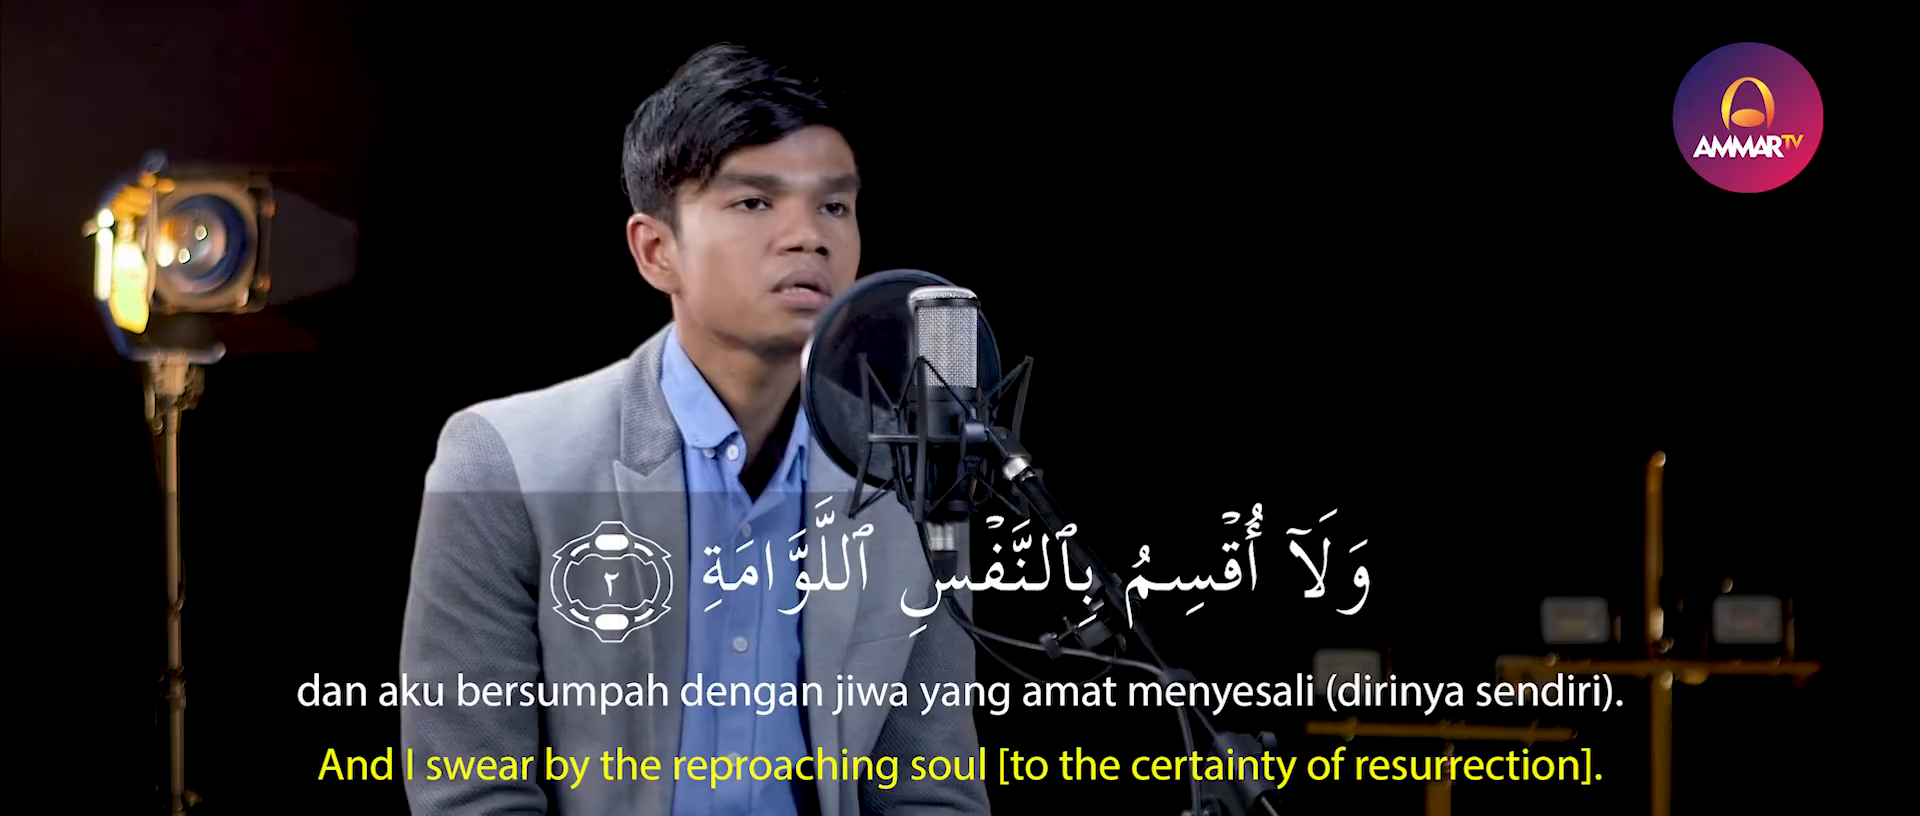 AMMARTV
وَلَآ أُقْسِمُ بِٱلنَّفْسِ ٱللَّوَّامَةِ ٢
dan aku bersumpah dengan jiwa yang amat menyesali (dirinya sendiri).
And I swear by the reproaching soul [to the certainty of resurrection].